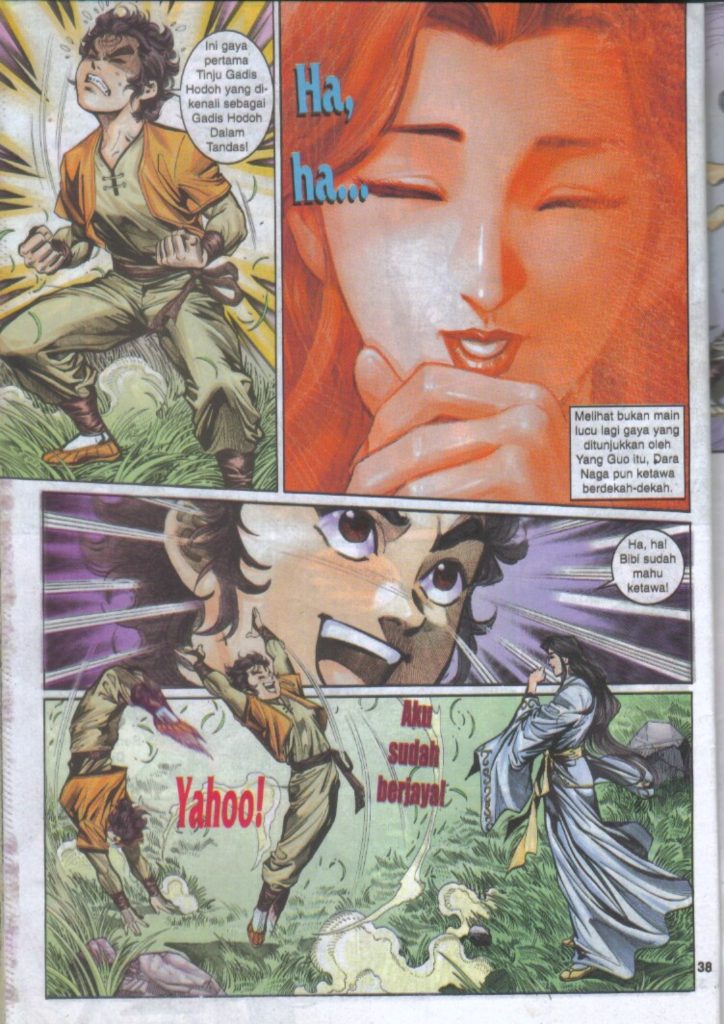 Ini gaya
pertama
Tinju Gadis
Hodoh yang di-
kenali sebagai
Gadis Hodoh
Dalam
Tandas!
Ha,
ha...
Melihat bukan main
lucu lagi gaya yang
ditunjukkan oleh
Yang Guo itu, Dara
Naga pun ketawa
berdekah-dekah.
Ha, ha!
Bibi sudah
mahu
ketawa!
Yahoo!
Aku
sudah
berjaya!
38